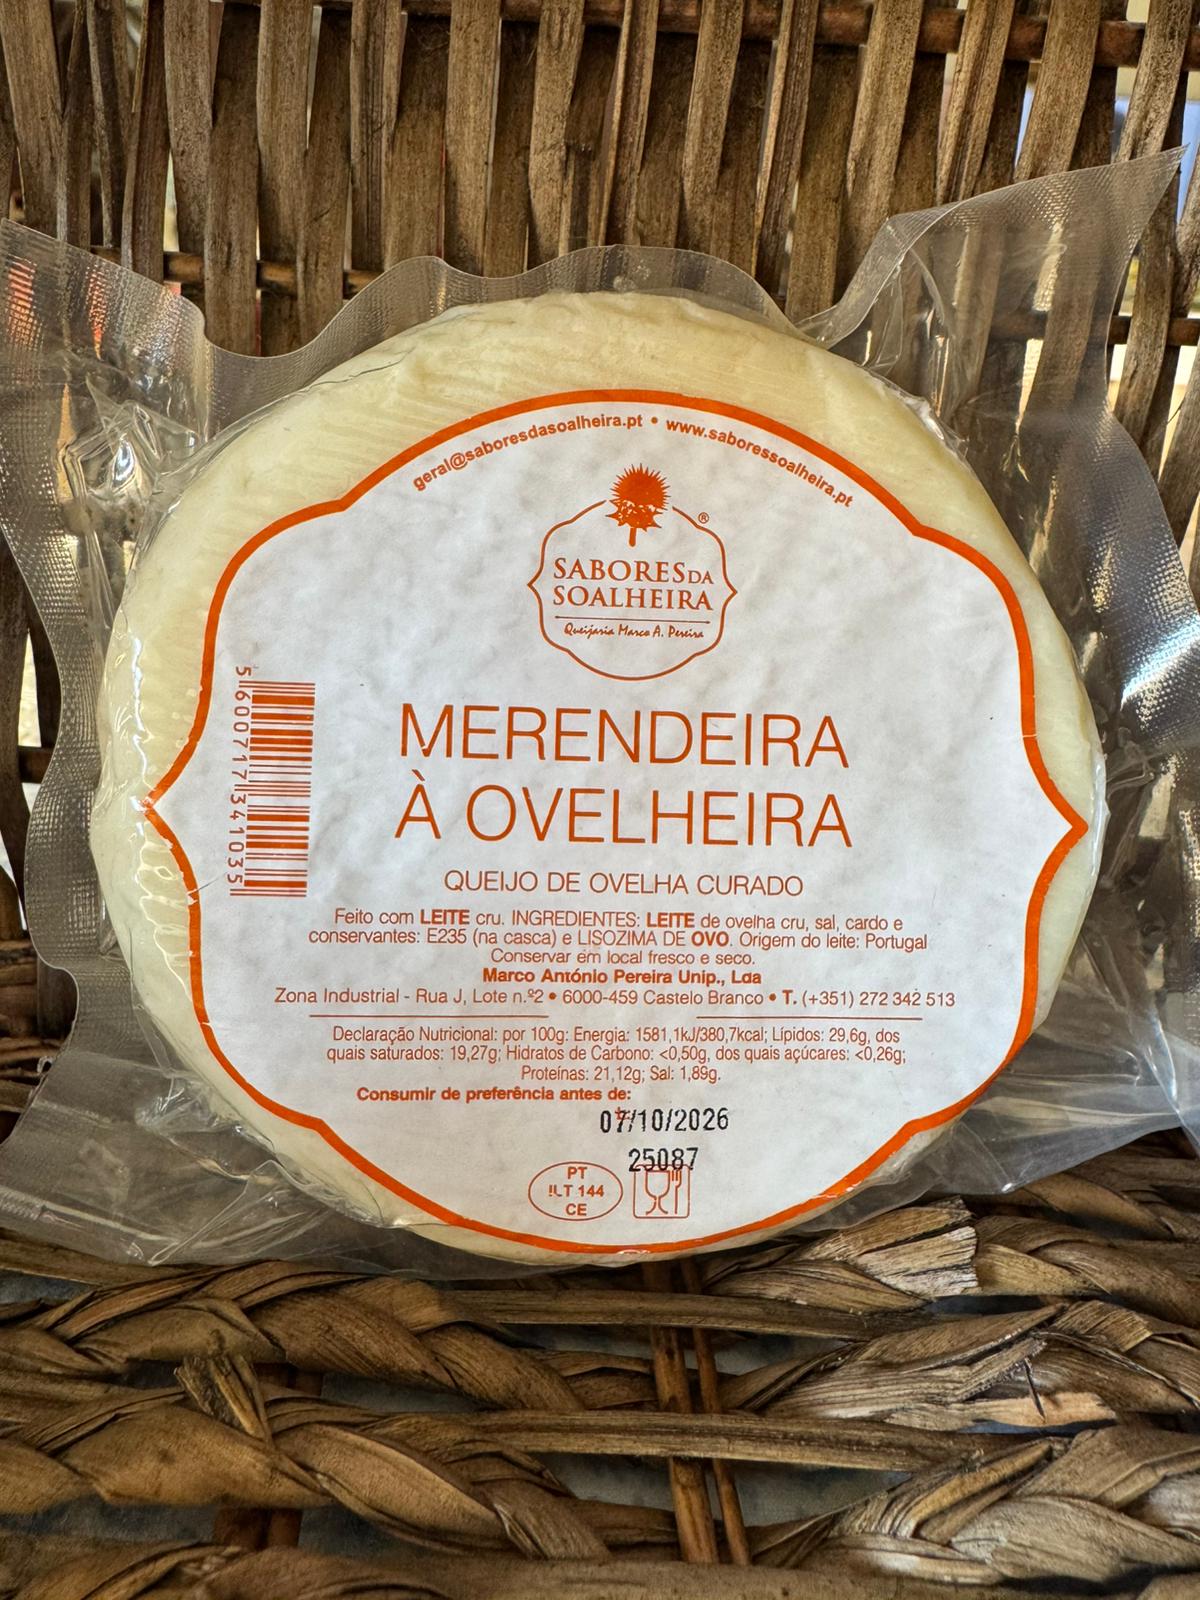 geral@saboresdasoalheira.pt • www.saboressoalheira.pt
®
SABORES DA
SOALHEIRA
Queijaria Marco A. Pereira
5 600717 341035
MERENDEIRA
À OVELHEIRA
QUEIJO DE OVELHA CURADO
Feito com LEITE cru. INGREDIENTES: LEITE de ovelha cru, sal, cardo e
conservantes: E235 (na casca) e LISOZIMA DE OVO. Origem do leite: Portugal
Conservar em local fresco e seco.
Marco António Pereira Unip., Lda
Zona Industrial - Rua J, Lote n.º2 • 6000-459 Castelo Branco • T. (+351) 272 342 513
Declaração Nutricional: por 100g: Energia: 1581,1kJ/380,7kcal; Lípidos: 29,6g, dos
quais saturados: 19,27g; Hidratos de Carbono: <0,50g, dos quais açúcares: <0,26g;
Proteínas: 21,12g; Sal: 1,89g.
Consumir de preferência antes de:
07/10/2026
25087
PT
ILT 144
CE